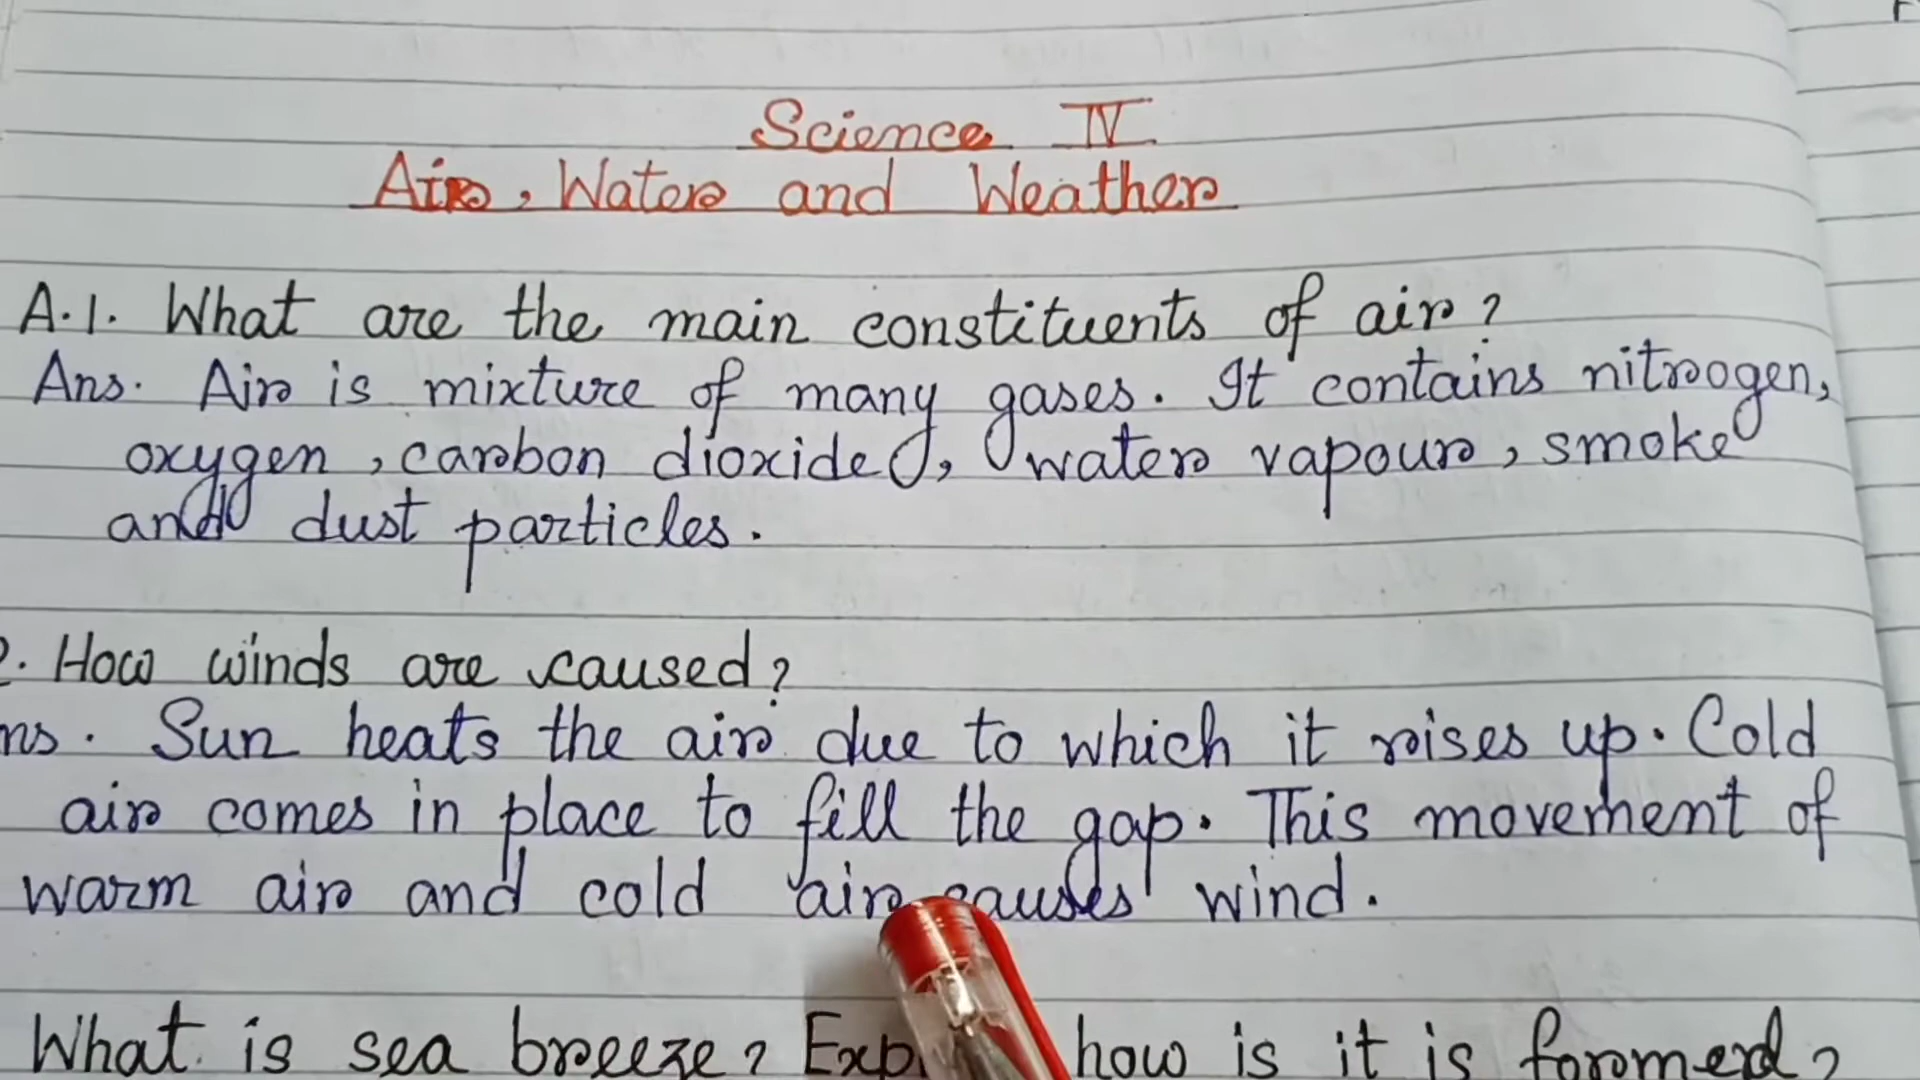 Science IV
Air, Water and Weather
A.1. What are the main constituents of air?
Ans. Air is mixture of many gases. It contains nitrogen,
oxygen, carbon dioxide, water vapour, smoke
and dust particles.
2. How winds are caused?
ns. Sun heats the air due to which it rises up. Cold
air comes in place to fill the gap. This movement of
warm air and cold air causes wind.
What is sea breeze? how is it is formed?